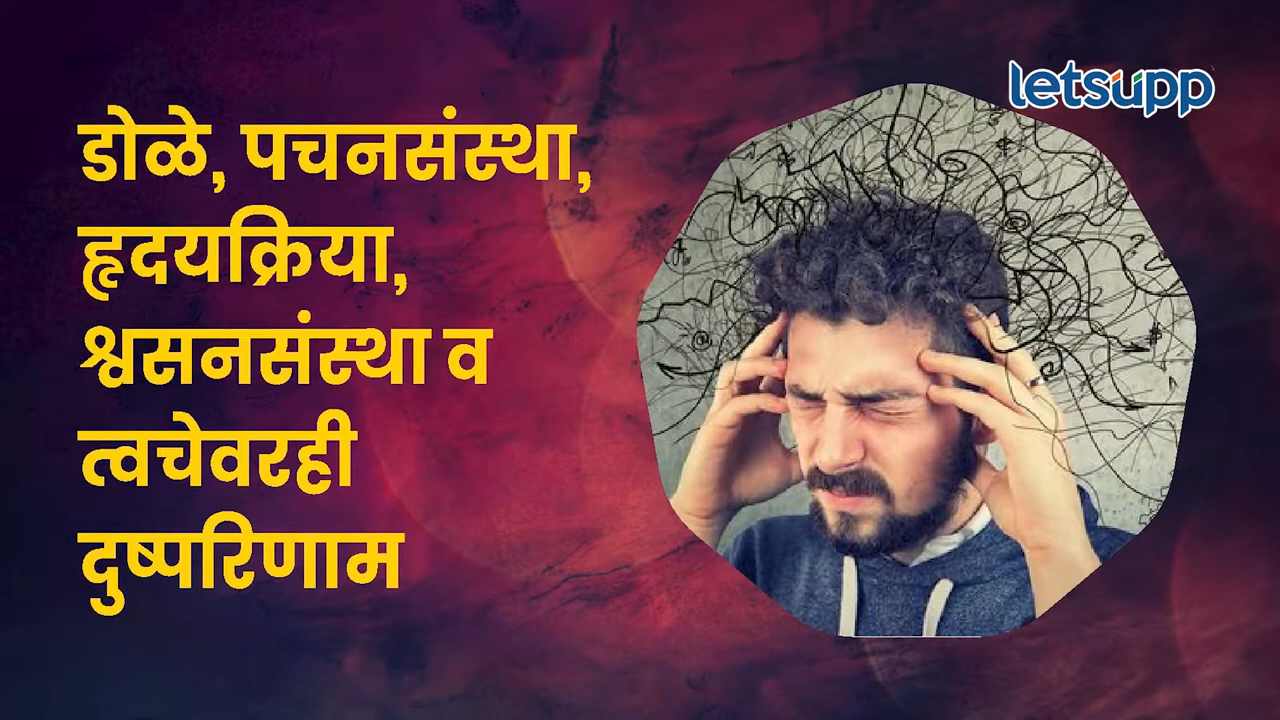 letsupp
डोळे, पचनसंस्था,
हृदयक्रिया,
श्वसनसंस्था व
त्वचेवरही
दुष्परिणाम